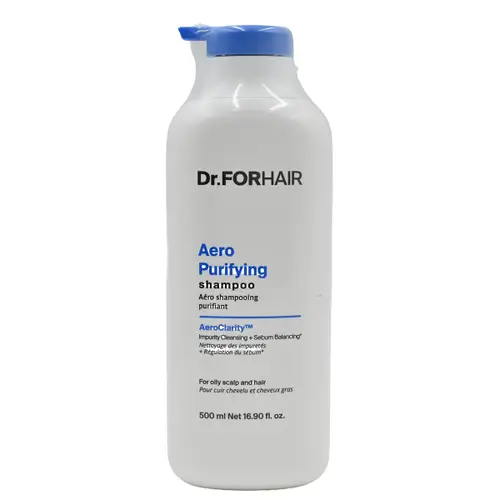 Dr.FORHAIR
Aero
Purifying
shampoo
Aéro shampooing
purifiant
AeroClarity™
Impurity Cleansing + Sebum Balancing*
Nettoyage des impuretés
+ Régulation du sébum*
For oily scalp and hair
Pour cuir chevelu et cheveux gras
500 ml Net 16.90 fl. oz.